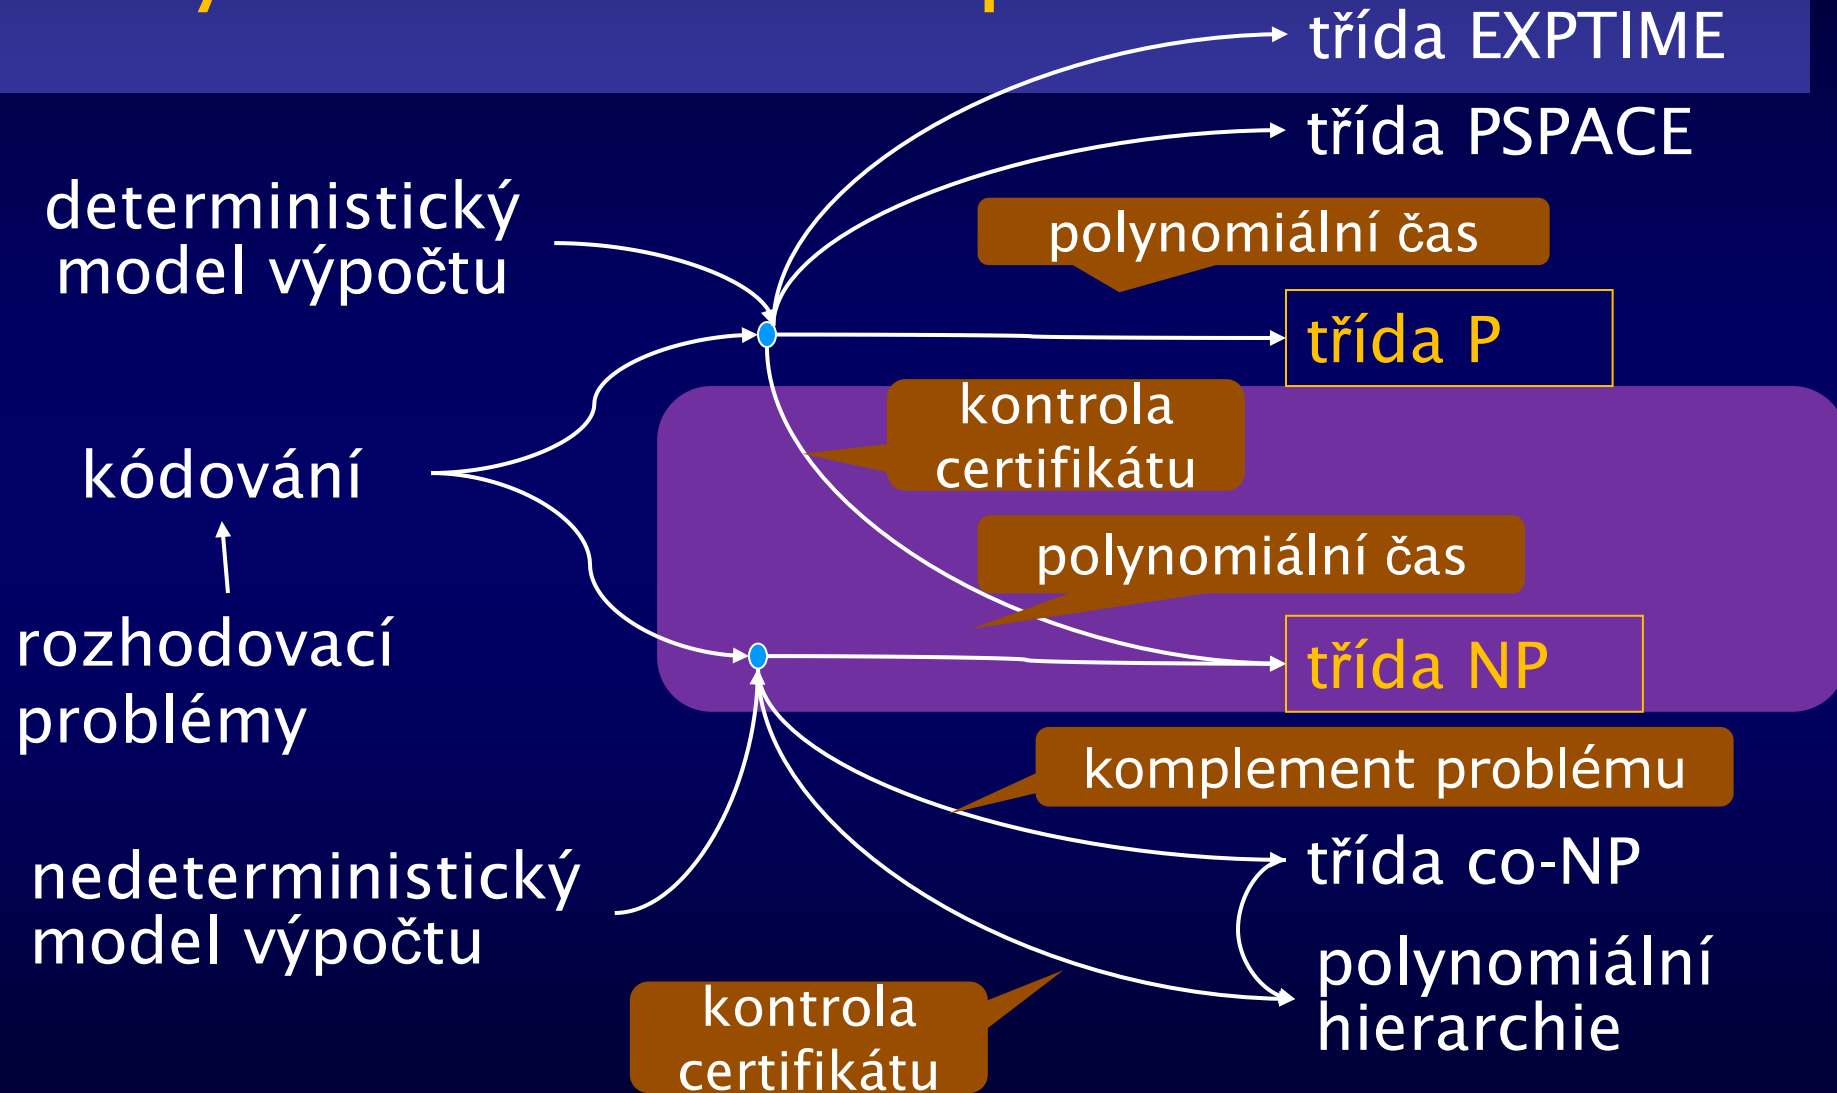 třída EXPTIME
třída PSPACE
deterministický
model výpočtu
polynomiální čas
třída P
kontrola
certifikátu
kódování
polynomiální čas
rozhodovací
problémy
třída NP
komplement problému
třída co-NP
nedeterministický
model výpočtu
polynomiální
hierarchie
kontrola
certifikátu